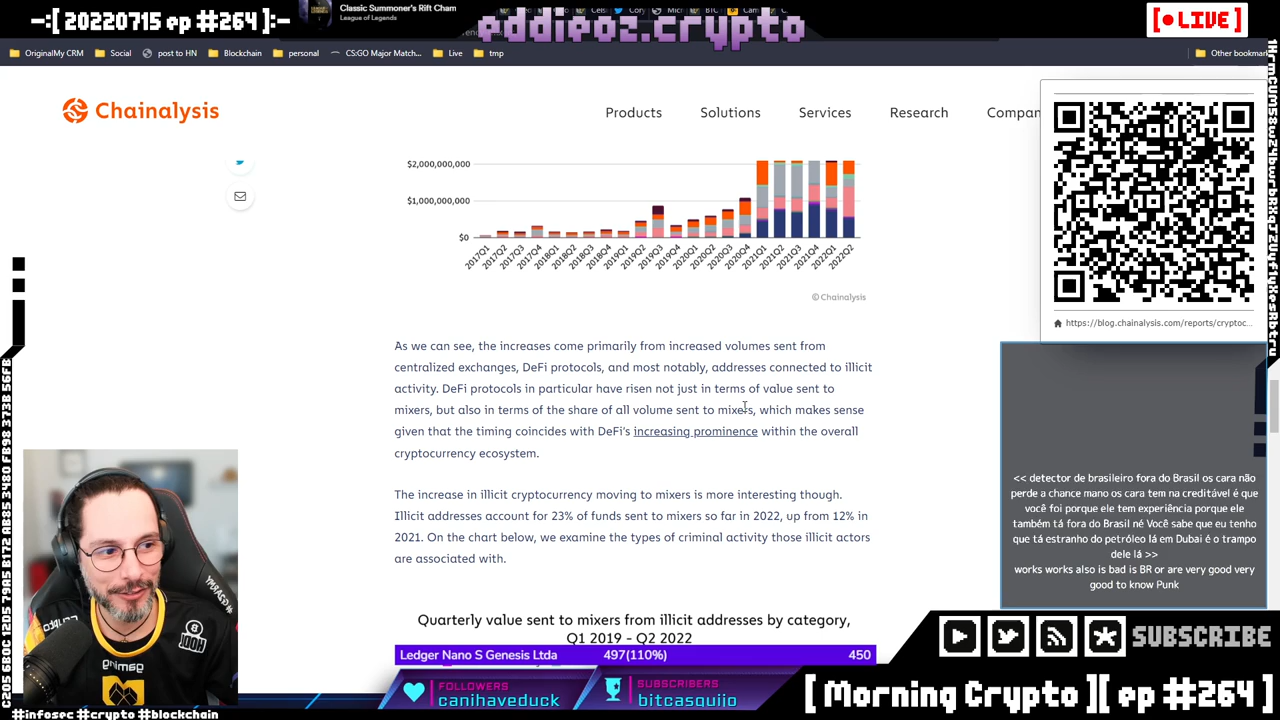 -:[ 20220715 ep #264 ]:-
Classic Summoner's Rift Cham
League of Legends
eddieoz.crypto
[ LIVE ]
OriginalMy CRM
Social
post to HN
Blockchain
personal
CS:GO Major Match...
Live
tmp
Other bookmar
Chainalysis
Products
Solutions
Services
Research
Compan
$2,000,000,000
$1,000,000,000
$0
2017Q1 2017Q2 2017Q3 2017Q4 2018Q1 2018Q2 2018Q3 2018Q4 2019Q1 2019Q2 2019Q3 2019Q4 2020Q1 2020Q2 2020Q3 2020Q4 2021Q1 2021Q2 2021Q3 2021Q4 2022Q1 2022Q2
© Chainalysis
https://blog.chainalysis.com/reports/cryptoc...
As we can see, the increases come primarily from increased volumes sent from
centralized exchanges, DeFi protocols, and most notably, addresses connected to illicit
activity. DeFi protocols in particular have risen not just in terms of value sent to
mixers, but also in terms of the share of all volume sent to mixers, which makes sense
given that the timing coincides with DeFi's increasing prominence within the overall
cryptocurrency ecosystem.
The increase in illicit cryptocurrency moving to mixers is more interesting though.
Illicit addresses account for 23% of funds sent to mixers so far in 2022, up from 12% in
2021. On the chart below, we examine the types of criminal activity those illicit actors
are associated with.
Quarterly value sent to mixers from illicit addresses by category,
Q1 2019 - Q2 2022
<< detector de brasileiro fora do Brasil os cara não
perde a chance mano os cara tem na creditável é que
você foi porque ele tem experiência porque ele
também tá fora do Brasil né Você sabe que eu tenho
que tá estranho do petróleo lá em Dubai é o trampo
dele lá >>
works works also is bad is BR or are very good very
good to know Punk
Ledger Nano S Genesis Ltda 497(110%) 450
FOLLOWERS
canihaveduck
SUBSCRIBERS
bitcasquijo
SUBSCRIBE
[ Morning Crypto ][ ep #264 ]
#infosec #crypto #blockchain